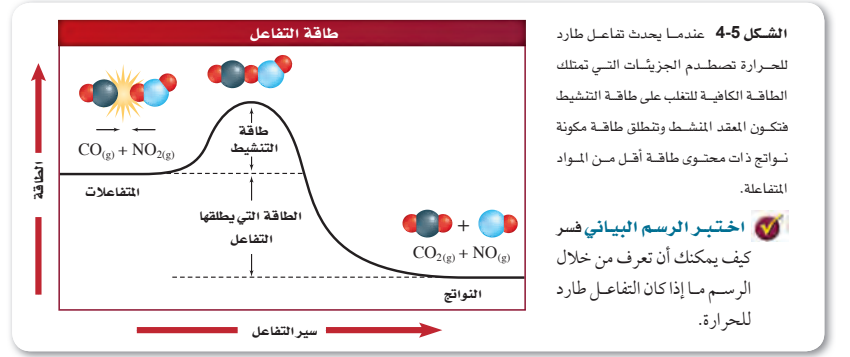 الشكل 5-4 عندما يحدث تفاعل طارد
للحرارة تصطدم الجزيئات التي تمتلك
الطاقة الكافية للتغلب على طاقة التنشيط
فتكون المعقد المنشط وتنطلق طاقة مكونة
نواتج ذات محتوى طاقة أقل من المواد
المتفاعلة.
اختبر الرسم البياني فسر
كيف يمكنك أن تعرف من خلال
الرسم ما إذا كان التفاعل طارد
للحرارة.
طاقة التفاعل
الطاقة
CO(g) + NO2(g)
المتفاعلات
طاقة
التنشيط
الطاقة التي يطلقها
التفاعل
+
CO2(g) + NO(g)
النواتج
سير التفاعل